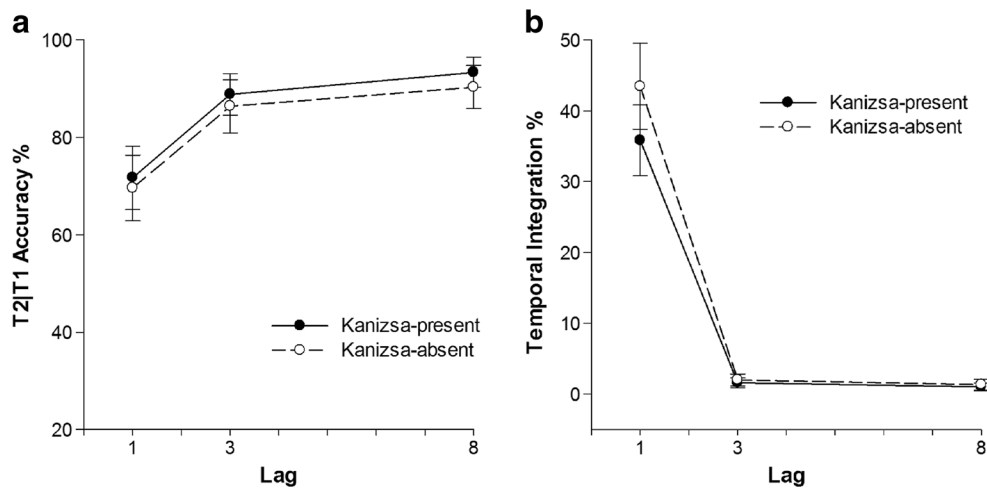 a
100
80
60
40
20
T2|T1 Accuracy %
Kanizsa-present
Kanizsa-absent
1 3 8
Lag
b
50
40
30
20
10
0
Temporal Integration %
Kanizsa-present
Kanizsa-absent
1 3 8
Lag